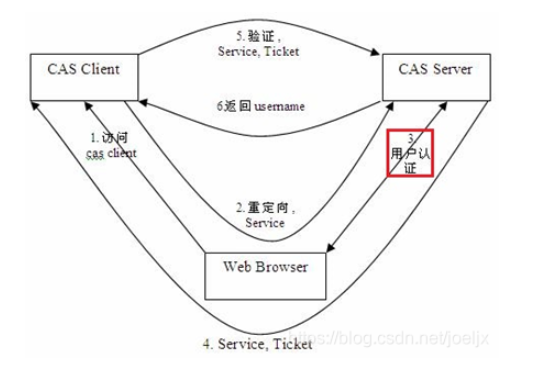 5.验证，
Service, Ticket
CAS Client
CAS Server
6返回 username
1.访问
cas client
3.
用户认
证
2.重定向，
Service
Web Browser
https://blog.csdn.net/joeljx
4. Service, Ticket